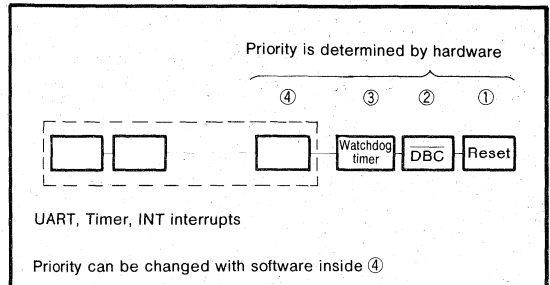 Priority is determined by hardware
④ ③ ② ①
Watchdog
timer
DBC
Reset
UART, Timer, INT interrupts
Priority can be changed with software inside ④